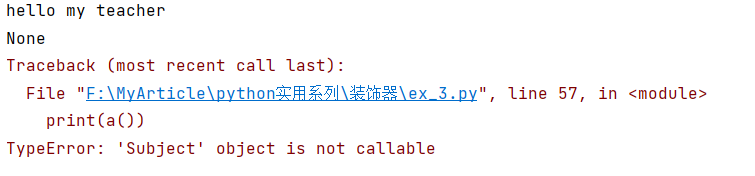 hello my teacher
None
Traceback (most recent call last):
  File "F:\MyArticle\python实用系列\装饰器\ex_3.py", line 57, in <module>
    print(a())
TypeError: 'Subject' object is not callable